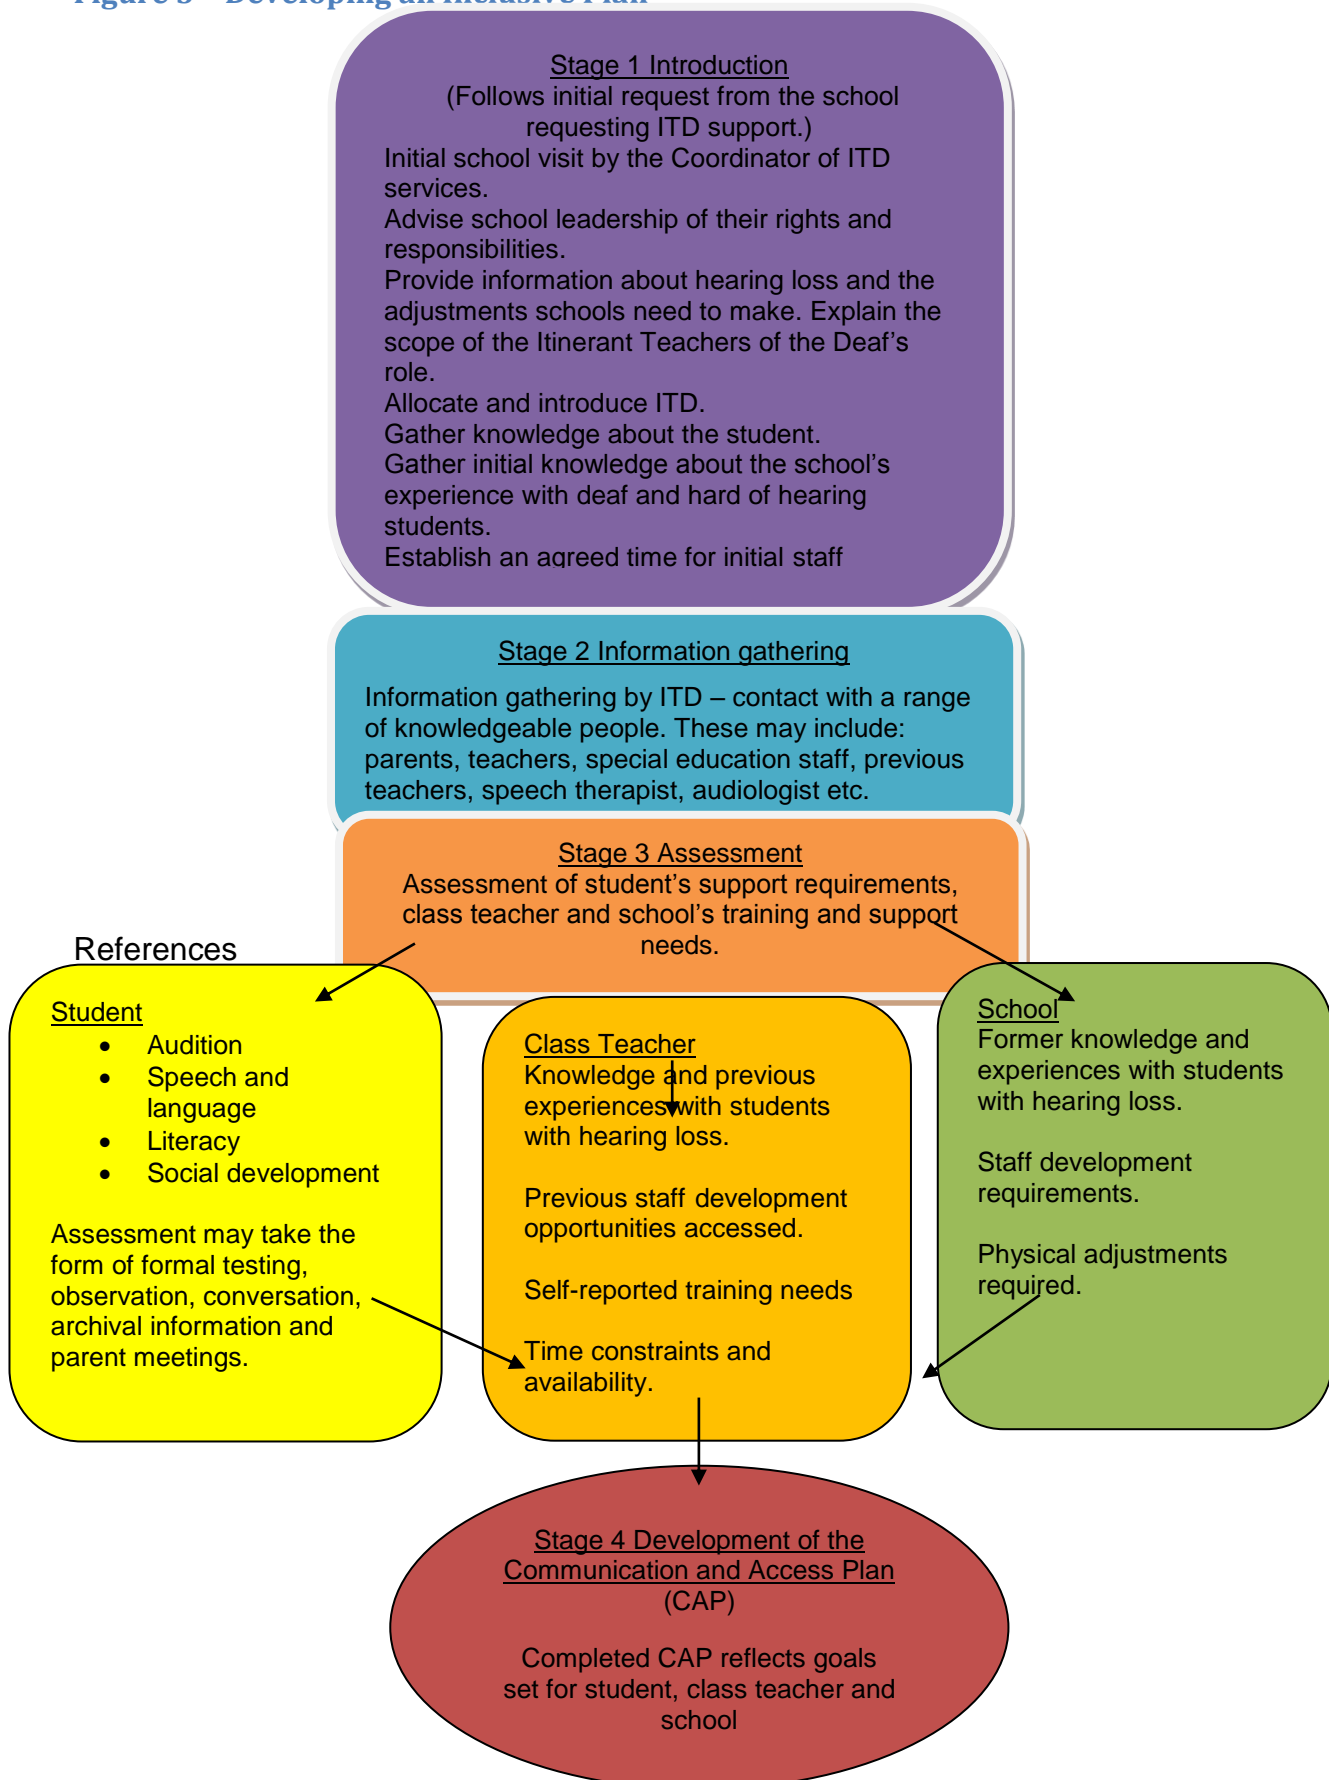 Figure 3 – Developing an Inclusive Plan
Stage 1 Introduction
(Follows initial request from the school
requesting ITD support.)
Initial school visit by the Coordinator of ITD
services.
Advise school leadership of their rights and
responsibilities.
Provide information about hearing loss and the
adjustments schools need to make. Explain the
scope of the Itinerant Teachers of the Deaf’s
role.
Allocate and introduce ITD.
Gather knowledge about the student.
Gather initial knowledge about the school’s
experience with deaf and hard of hearing
students.
Establish an agreed time for initial staff
Stage 2 Information gathering
Information gathering by ITD – contact with a range
of knowledgeable people. These may include:
parents, teachers, special education staff, previous
teachers, speech therapist, audiologist etc.
Stage 3 Assessment
Assessment of student’s support requirements,
class teacher and school’s training and support
needs.
References
Student
• Audition
• Speech and
language
• Literacy
• Social development
Assessment may take the
form of formal testing,
observation, conversation,
archival information and
parent meetings.
Class Teacher
Knowledge and previous
experiences with students
with hearing loss.
Previous staff development
opportunities accessed.
Self-reported training needs
Time constraints and
availability.
School
Former knowledge and
experiences with students
with hearing loss.
Staff development
requirements.
Physical adjustments
required.
Stage 4 Development of the
Communication and Access Plan
(CAP)
Completed CAP reflects goals
set for student, class teacher and
school